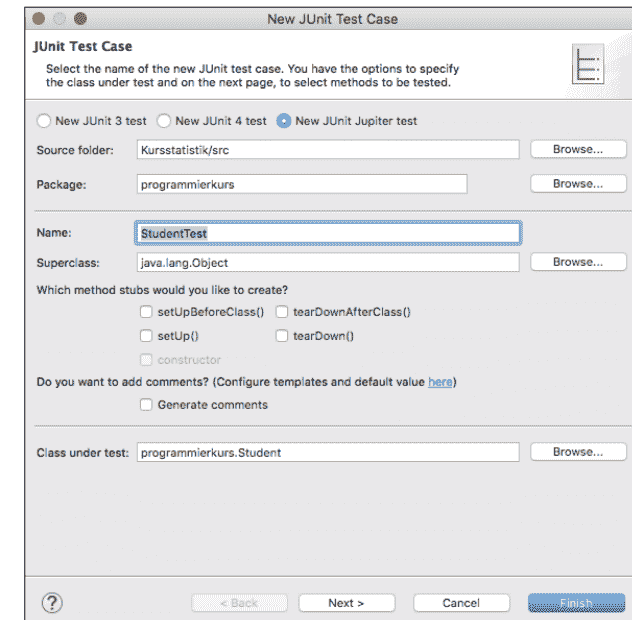 New JUnit Test Case
JUnit Test Case
Select the name of the new JUnit test case. You have the options to specify
the class under test and on the next page, to select methods to be tested.
New JUnit 3 test New JUnit 4 test New JUnit Jupiter test
Source folder: Kursstatistik/src Browse...
Package: programmierkurs Browse...
Name: StudentTest
Superclass: java.lang.Object Browse...
Which method stubs would you like to create?
setUpBeforeClass() tearDownAfterClass()
setUp() tearDown()
constructor
Do you want to add comments? (Configure templates and default value here)
Generate comments
Class under test: programmierkurs.Student Browse...
? < Back Next > Cancel Finish